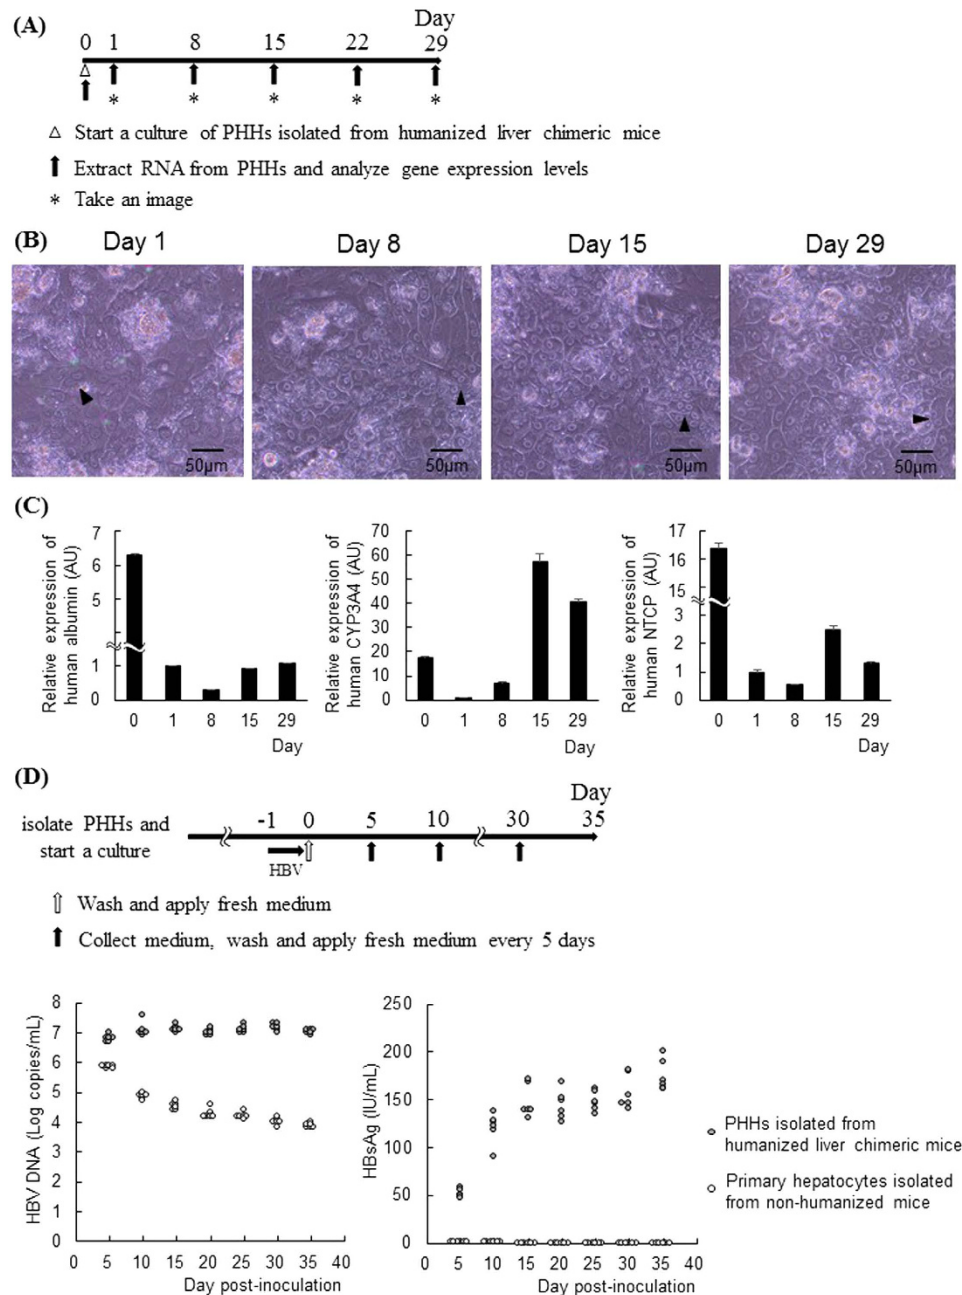 (A)
Day
0 1 8 15 22 29
△ Start a culture of PHHs isolated from humanized liver chimeric mice
Extract RNA from PHHs and analyze gene expression levels
* Take an image
(B)
Day 1 Day 8 Day 15 Day 29
50μm 50μm 50μm 50μm
(C)
Relative expression of
human albumin (AU)
7
6
1
0
0 1 8 15 29
Day
Relative expression of
human CYP3A4 (AU)
70
60
50
40
30
20
10
0
0 1 8 15 29
Day
Relative expression of
human NTCP (AU)
17
16
15
3
2
1
0
0 1 8 15 29
Day
(D)
Day
isolate PHHs and
start a culture
-1 0 5 10 30 35
HBV
⇧ Wash and apply fresh medium
Collect medium, wash and apply fresh medium every 5 days
HBV DNA (Log copies/mL)
8
7
6
5
4
3
2
1
0
0 5 10 15 20 25 30 35 40
Day post-inoculation
HBsAg (IU/mL)
250
200
150
100
50
0
0 5 10 15 20 25 30 35 40
Day post-inoculation
PHHs isolated from
humanized liver chimeric mice
Primary hepatocytes isolated
from non-humanized mice